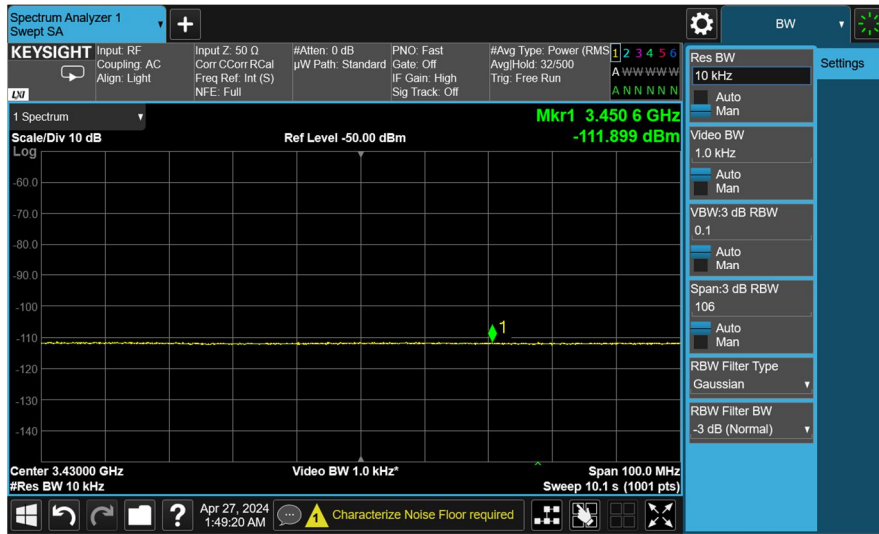 Spectrum Analyzer 1
Swept SA
BW
KEYSIGHT
LXI
Input: RF
Coupling: AC
Align: Light
Input Z: 50 Ω
Corr CCorr RCal
Freq Ref: Int (S)
NFE: Full
#Atten: 0 dB
µW Path: Standard
PNO: Fast
Gate: Off
IF Gain: High
Sig Track: Off
#Avg Type: Power (RMS
Avg|Hold: 32/500
Trig: Free Run
1 2 3 4 5 6
A W W W W W
A N N N N N
1 Spectrum
Mkr1 3.450 6 GHz
Scale/Div 10 dB
Ref Level -50.00 dBm
-111.899 dBm
Log
-60.0
-70.0
-80.0
-90.0
-100
-110
1
-120
-130
-140
Center 3.43000 GHz
Video BW 1.0 kHz*
Span 100.0 MHz
#Res BW 10 kHz
Sweep 10.1 s (1001 pts)
Settings
Res BW
10 kHz
Auto
Man
Video BW
1.0 kHz
Auto
Man
VBW:3 dB RBW
0.1
Auto
Man
Span:3 dB RBW
106
Auto
Man
RBW Filter Type
Gaussian
RBW Filter BW
-3 dB (Normal)
?
Apr 27, 2024
1:49:20 AM
1
Characterize Noise Floor required